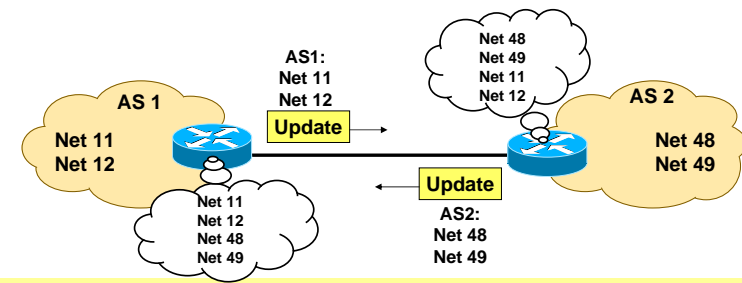 AS1:
Net 11
Net 12
Update
Net 48
Net 49
Net 11
Net 12
AS 1
Net 11
Net 12
AS 2
Net 48
Net 49
Net 11
Net 12
Net 48
Net 49
Update
AS2:
Net 48
Net 49